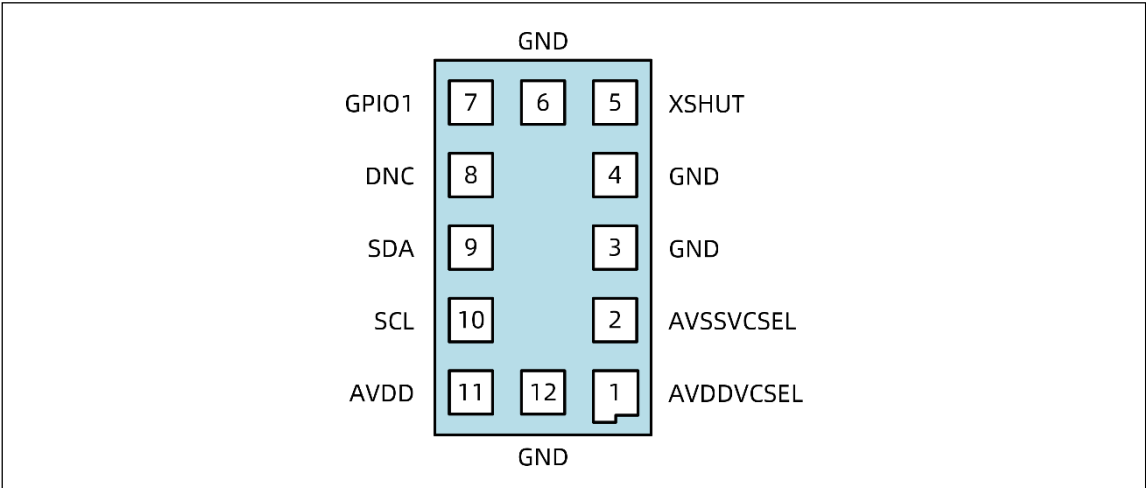 GND
GPIO1 7 6 5 XSHUT
DNC 8 4 GND
SDA 9 3 GND
SCL 10 2 AVSSVCSEL
AVDD 11 12 1 AVDDVCSEL
GND